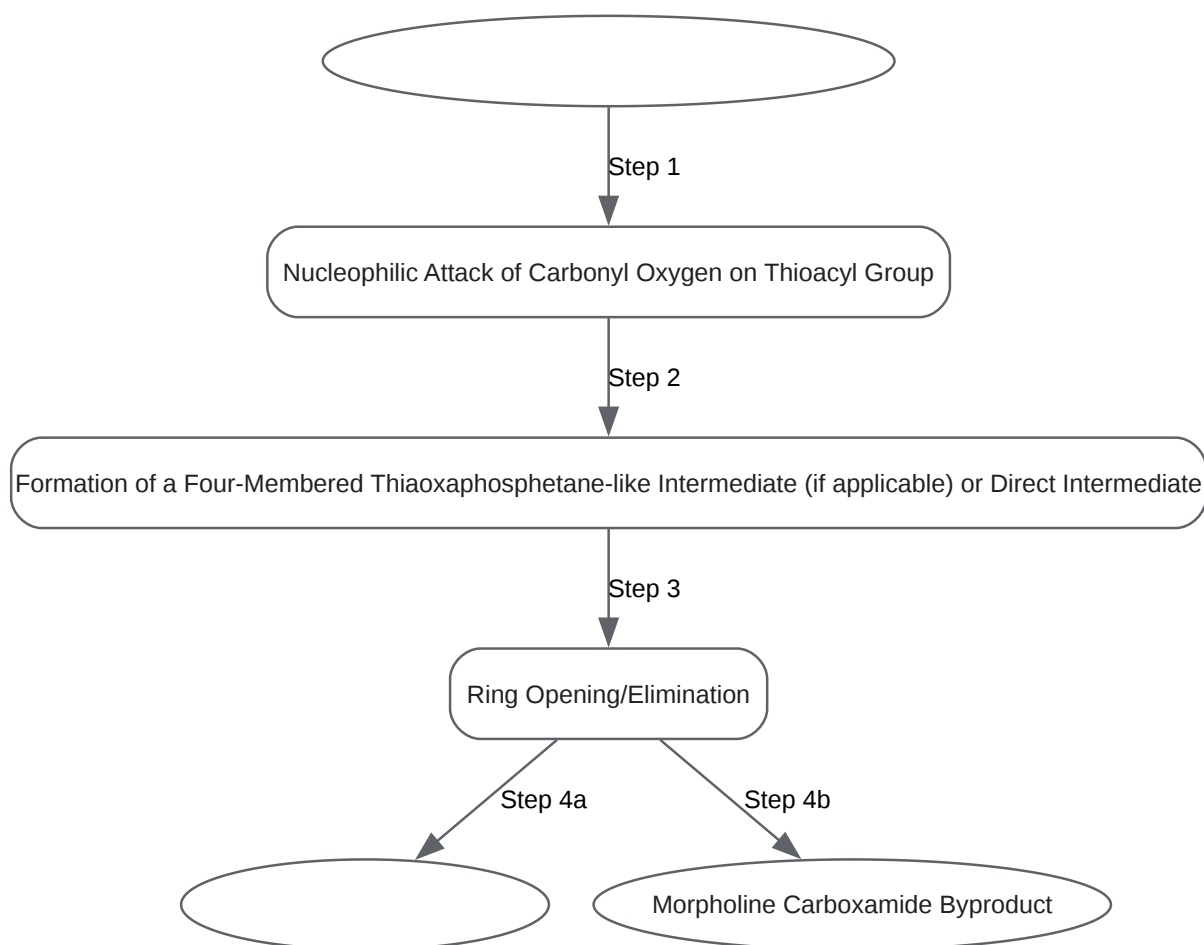 Step 1
Nucleophilic Attack of Carbonyl Oxygen on Thioacyl Group
Step 2
Formation of a Four-Membered Thiaoxaphosphetane-like Intermediate (if applicable) or Direct Intermediate
Step 3
Ring Opening/Elimination
Step 4a
Step 4b
Morpholine Carboxamide Byproduct